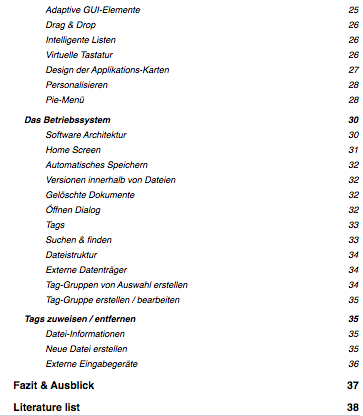 Adaptive GUI-Elemente 25
Drag & Drop 26
Intelligente Listen 26
Virtuelle Tastatur 26
Design der Applikations-Karten 27
Personalisieren 28
Pie-Menü 28
Das Betriebssystem 30
Software Architektur 30
Home Screen 31
Automatisches Speichern 32
Versionen innerhalb von Dateien 32
Gelöschte Dokumente 32
Öffnen Dialog 32
Tags 33
Suchen & finden 33
Dateistruktur 34
Externe Datenträger 34
Tag-Gruppen von Auswahl erstellen 34
Tag-Gruppe erstellen / bearbeiten 35
Tags zuweisen / entfernen 35
Datei-Informationen 35
Neue Datei erstellen 35
Externe Eingabegeräte 36
Fazit & Ausblick 37
Literature list 38